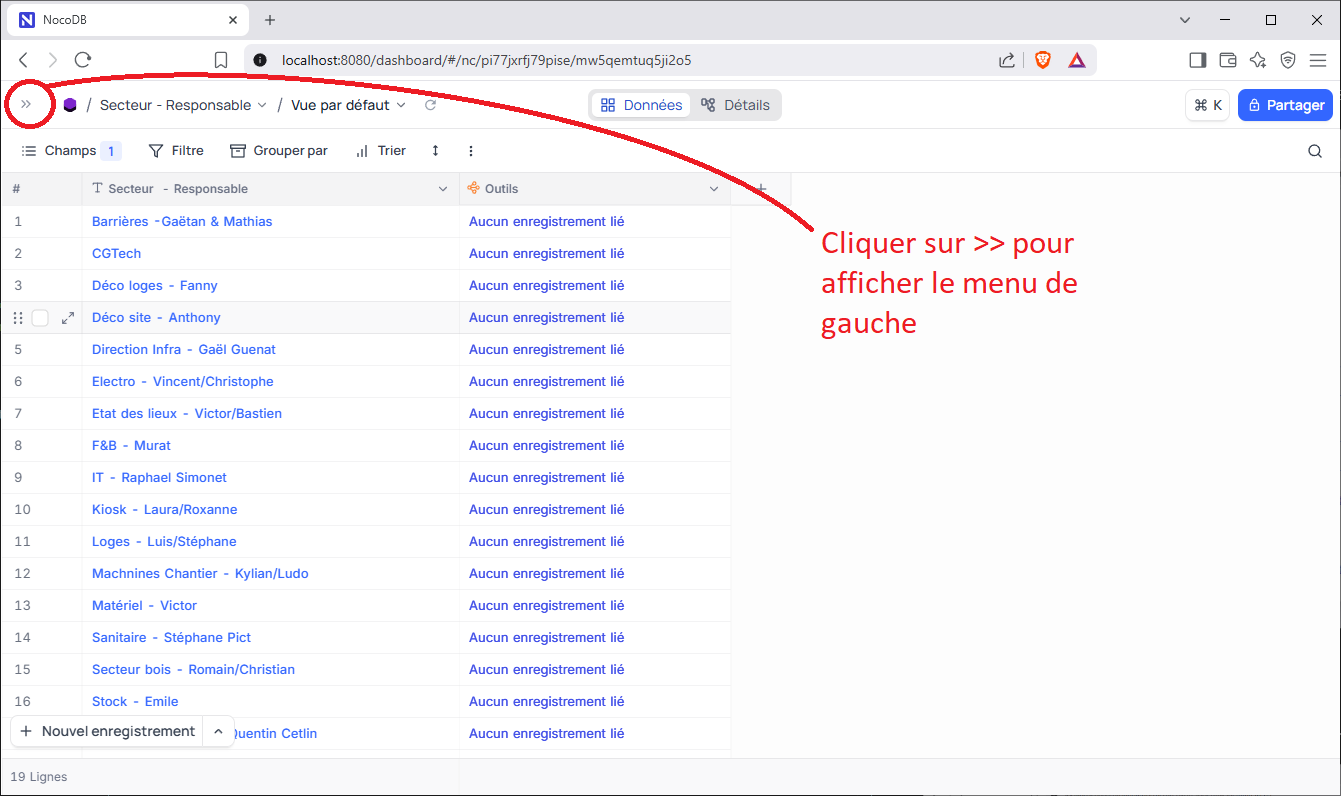 NocoDB
localhost:8080/dashboard/#/nc/pi77jxrfj79pise/mw5qemtuq5ji2o5
/ Secteur - Responsable / Vue par défaut
Données Détails
⌘ K Partager
Champs 1 Filtre Grouper par Trier
# Secteur - Responsable Outils
1 Barrières -Gaëtan & Mathias Aucun enregistrement lié
2 CGTech Aucun enregistrement lié
3 Déco loges - Fanny Aucun enregistrement lié
Déco site - Anthony Aucun enregistrement lié
5 Direction Infra - Gaël Guenat Aucun enregistrement lié
6 Electro - Vincent/Christophe Aucun enregistrement lié
7 Etat des lieux - Victor/Bastien Aucun enregistrement lié
8 F&B - Murat Aucun enregistrement lié
9 IT - Raphael Simonet Aucun enregistrement lié
10 Kiosk - Laura/Roxanne Aucun enregistrement lié
11 Loges - Luis/Stéphane Aucun enregistrement lié
12 Machnines Chantier - Kylian/Ludo Aucun enregistrement lié
13 Matériel - Victor Aucun enregistrement lié
14 Sanitaire - Stéphane Pict Aucun enregistrement lié
15 Secteur bois - Romain/Christian Aucun enregistrement lié
16 Stock - Emile Aucun enregistrement lié
Nouvel enregistrement Quentin Cetlin Aucun enregistrement lié
19 Lignes
Cliquer sur >> pour
afficher le menu de
gauche